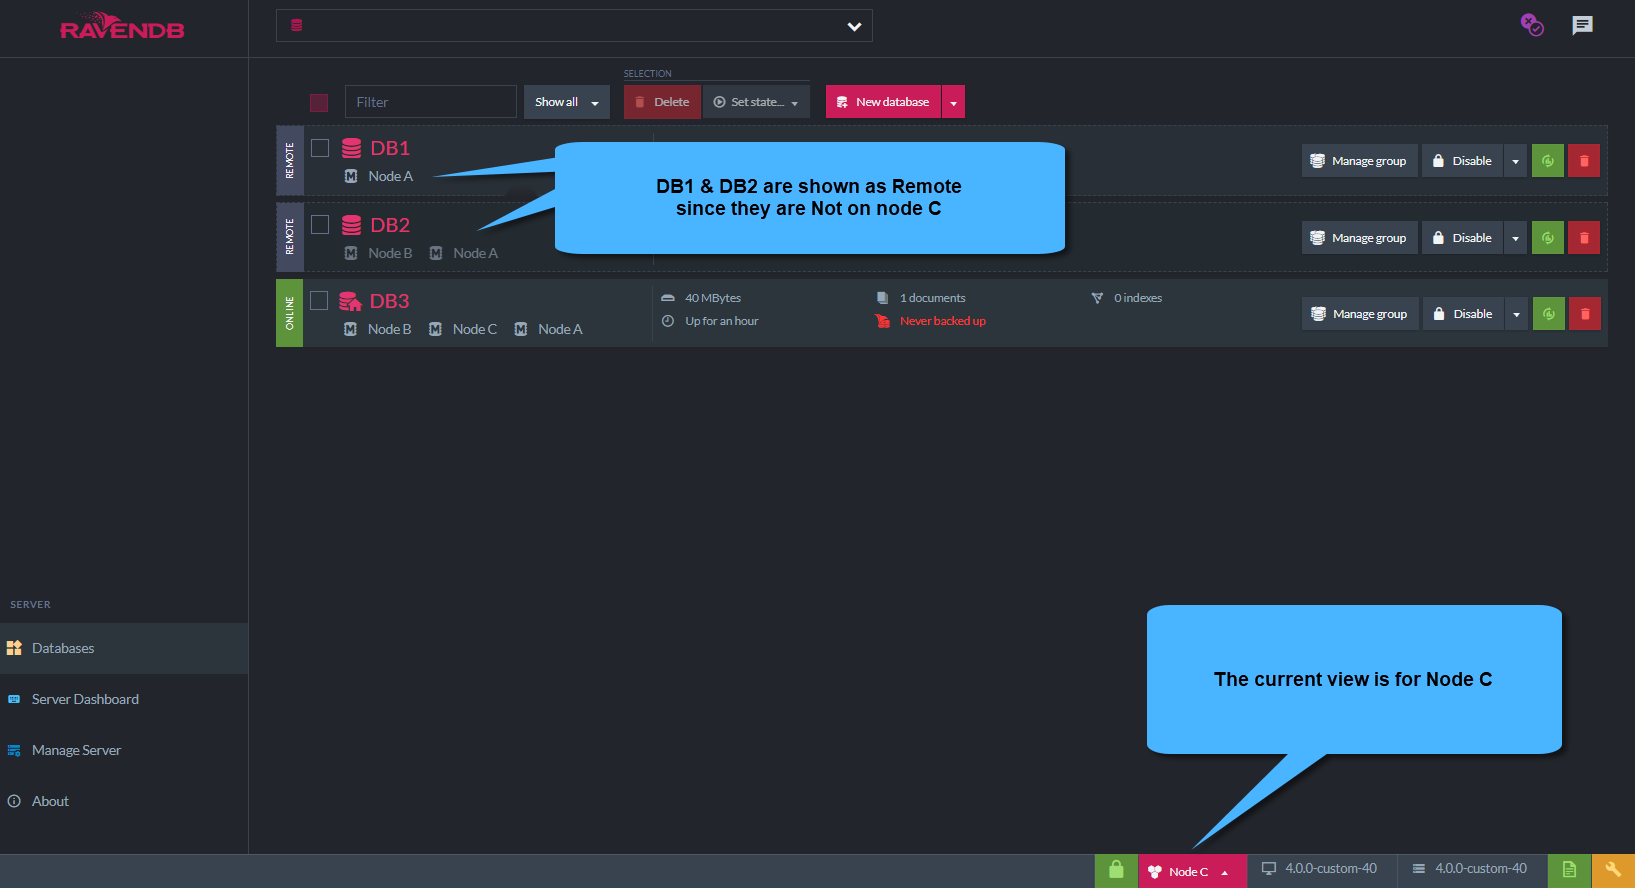 RAVENDB
SELECTION
Filter
Show all
Delete
Set state...
New database
REMOTE
DB1
Node A
Manage group
Disable
DB1 & DB2 are shown as Remote
since they are Not on node C
REMOTE
DB2
Node B Node A
Manage group
Disable
ONLINE
DB3
Node B Node C Node A
40 MBytes
1 documents
0 indexes
Up for an hour
Never backed up
Manage group
Disable
SERVER
Databases
Server Dashboard
Manage Server
About
The current view is for Node C
Node C
4.0.0-custom-40
4.0.0-custom-40